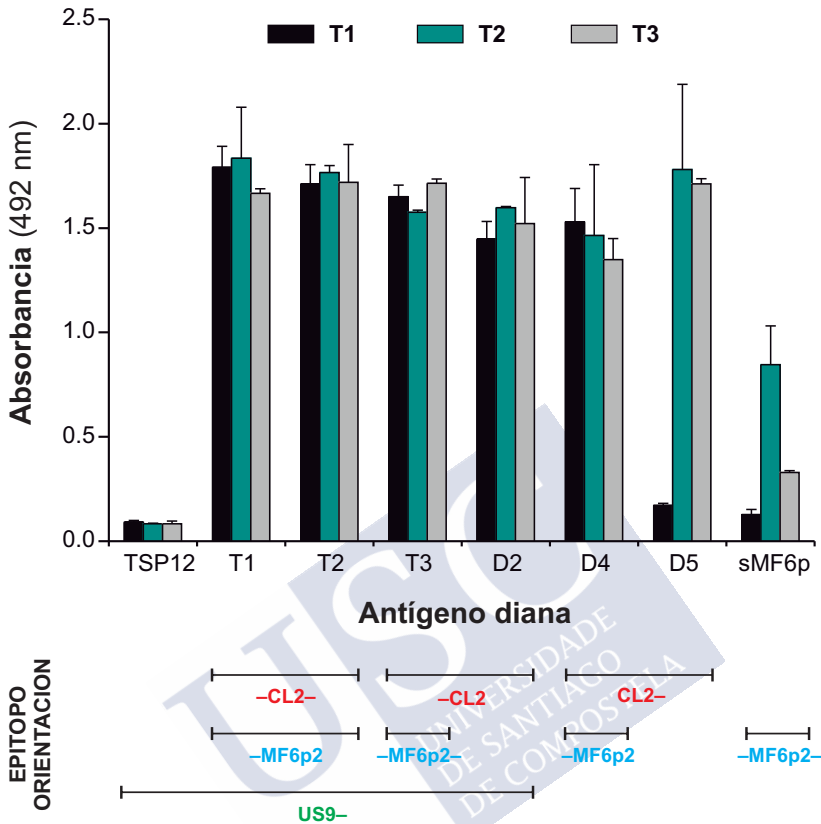 T1 T2 T3
2.5
2.0
1.5
1.0
0.5
0.0
Absorbancia (492 nm)
TSP12 T1 T2 T3 D2 D4 D5 sMF6p
Antígeno diana
EPITOPO
ORIENTACION
–CL2– –CL2 CL2–
–MF6p2 –MF6p2– –MF6p2 –MF6p2–
US9–
USC
UNIVERSIDADE
DE SANTIAGO
DE COMPOSTELA